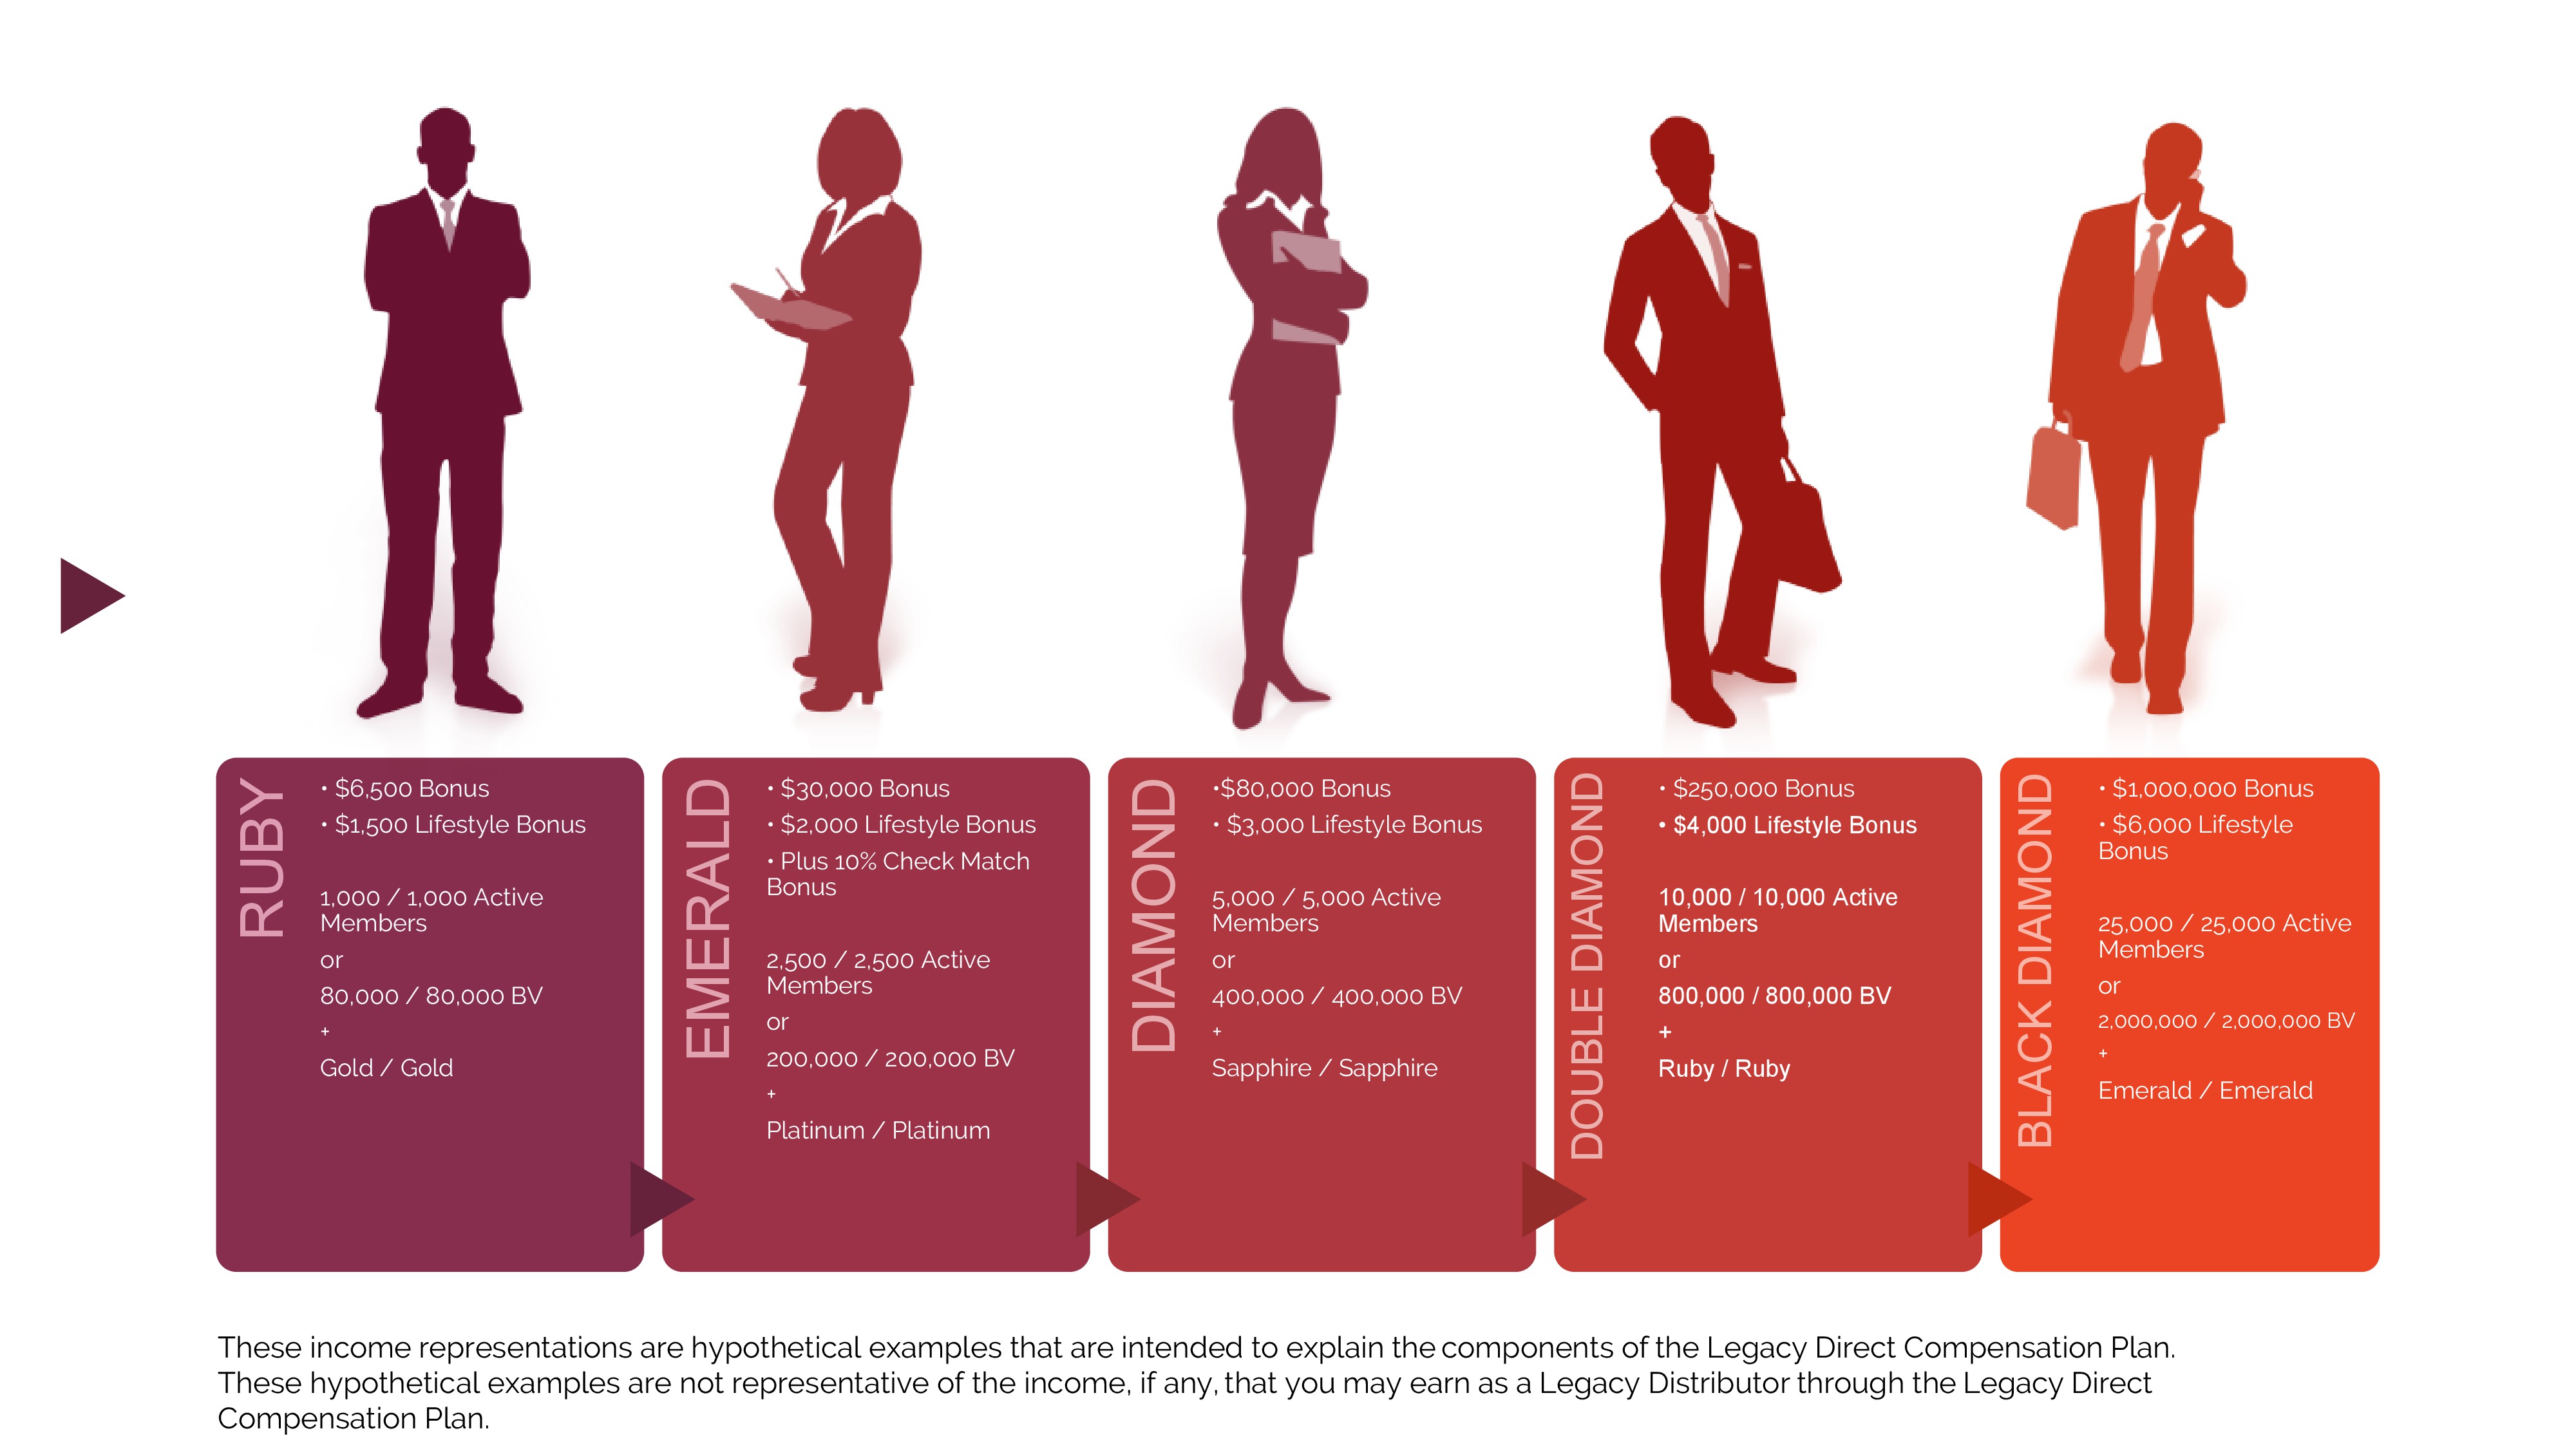 RUBY
• $6,500 Bonus
• $1,500 Lifestyle Bonus
1,000 / 1,000 Active
Members
or
80,000 / 80,000 BV
+
Gold / Gold
EMERALD
• $30,000 Bonus
• $2,000 Lifestyle Bonus
• Plus 10% Check Match
Bonus
2,500 / 2,500 Active
Members
or
200,000 / 200,000 BV
+
Platinum / Platinum
DIAMOND
•$80,000 Bonus
• $3,000 Lifestyle Bonus
5,000 / 5,000 Active
Members
or
400,000 / 400,000 BV
+
Sapphire / Sapphire
DOUBLE DIAMOND
• $250,000 Bonus
• $4,000 Lifestyle Bonus
10,000 / 10,000 Active
Members
or
800,000 / 800,000 BV
+
Ruby / Ruby
BLACK DIAMOND
• $1,000,000 Bonus
• $6,000 Lifestyle
Bonus
25,000 / 25,000 Active
Members
or
2,000,000 / 2,000,000 BV
+
Emerald / Emerald
These income representations are hypothetical examples that are intended to explain the components of the Legacy Direct Compensation Plan.
These hypothetical examples are not representative of the income, if any, that you may earn as a Legacy Distributor through the Legacy Direct
Compensation Plan.